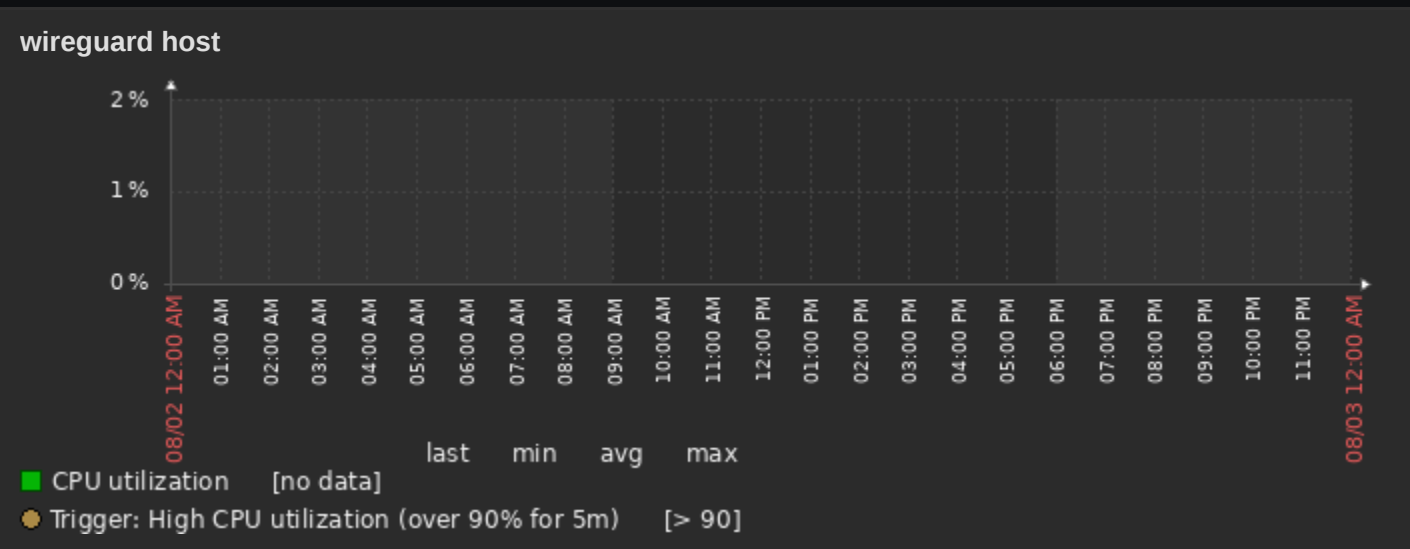 wireguard host
2 %
1 %
0 %
08/02 12:00 AM
01:00 AM
02:00 AM
03:00 AM
04:00 AM
05:00 AM
06:00 AM
07:00 AM
08:00 AM
09:00 AM
10:00 AM
11:00 AM
12:00 PM
01:00 PM
02:00 PM
03:00 PM
04:00 PM
05:00 PM
06:00 PM
07:00 PM
08:00 PM
09:00 PM
10:00 PM
11:00 PM
08/03 12:00 AM
last min avg max
CPU utilization [no data]
Trigger: High CPU utilization (over 90% for 5m) [> 90]